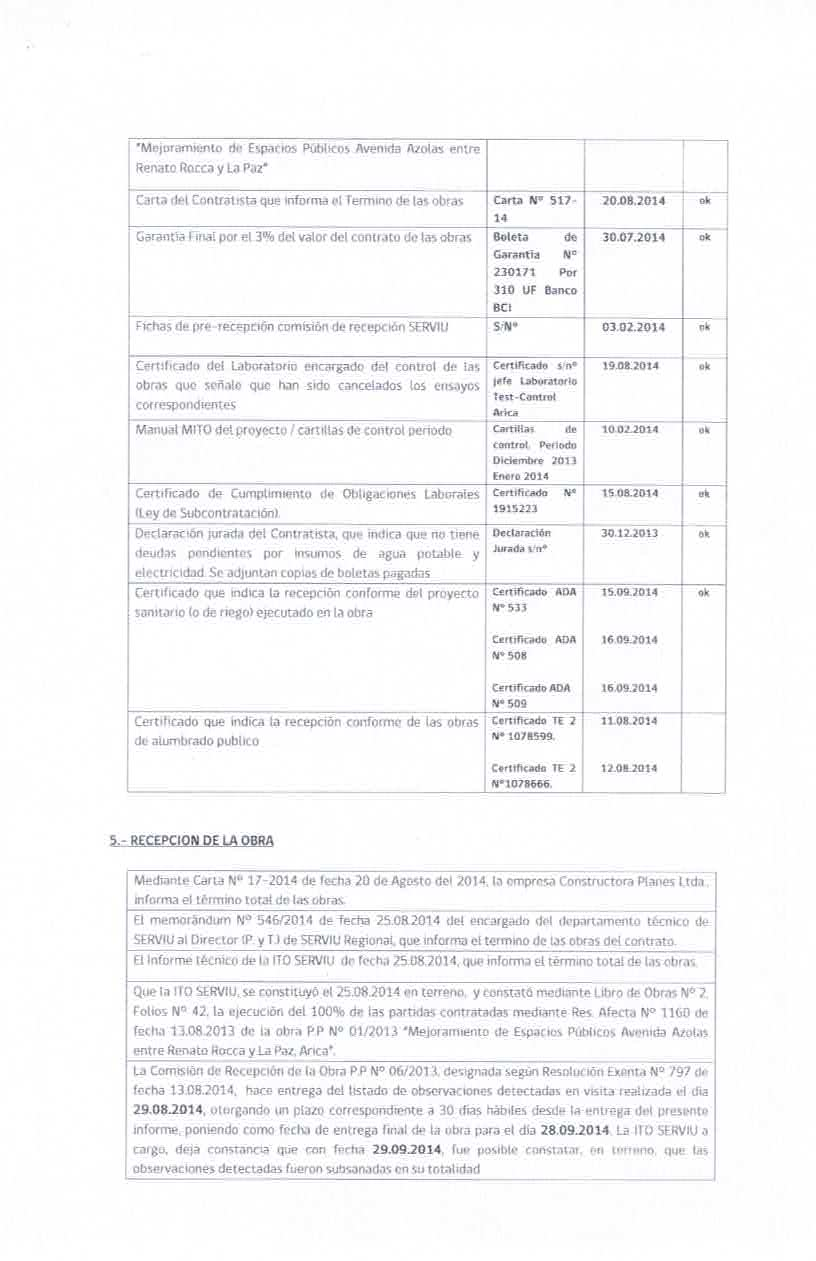 "Mejoramiento de Espacios Públicos Avenida Azolas entre
Renato Rocca y La Paz"
Carta del Contratista que informa el Termino de las obras
Carta Nº 517-
14
20.08.2014
ok
Garantía Final por el 3% del valor del contrato de las obras
Boleta de
Garantía Nº
230171 Por
310 UF Banco
BCI
30.07.2014
ok
Fichas de pre-recepción comisión de recepción SERVIU
S/Nº
03.02.2014
ok
Certificado del Laboratorio encargado del control de las
obras que señale que han sido cancelados los ensayos
correspondientes
Certificado s/nº
jefe Laboratorio
Test-Control
Arica
19.08.2014
ok
Manual MITO del proyecto / cartillas de control periodo
Cartillas de
control, Periodo
Diciembre 2013
Enero 2014
10.02.2014
ok
Certificado de Cumplimiento de Obligaciones Laborales
(Ley de Subcontratación).
Certificado Nº
1915223
15.08.2014
ok
Declaración jurada del Contratista, que indica que no tiene
deudas pendientes por insumos de agua potable y
electricidad. Se adjuntan copias de boletas pagadas
Declaración
Jurada s/nº
30.12.2013
ok
Certificado que indica la recepción conforme del proyecto
sanitario (o de riego) ejecutado en la obra
Certificado ADA
Nº 533
15.09.2014
ok
Certificado ADA
Nº 508
16.09.2014
Certificado ADA
Nº 509
16.09.2014
Certificado que indica la recepción conforme de las obras
de alumbrado publico
Certificado TE 2
Nº 1078599.
11.08.2014
Certificado TE 2
Nº1078666.
12.08.2014
5.- RECEPCION DE LA OBRA
Mediante Carta Nº 17-2014 de fecha 20 de Agosto del 2014, la empresa Constructora Planes Ltda.,
informa el término total de las obras.
El memorándum Nº 546/2014 de fecha 25.08.2014 del encargado del departamento técnico de
SERVIU al Director (P. y T.) de SERVIU Regional, que informa el termino de las obras del contrato.
El Informe técnico de la ITO SERVIU de fecha 25.08.2014, que informa el término total de las obras.
Que la ITO SERVIU, se constituyó el 25.08.2014 en terreno, y constató mediante Libro de Obras Nº 2,
Folios Nº 42, la ejecución del 100% de las partidas contratadas mediante Res. Afecta Nº 1160 de
fecha 13.08.2013 de la obra P.P Nº 01/2013 "Mejoramiento de Espacios Públicos Avenida Azolas
entre Renato Rocca y La Paz, Arica".
La Comisión de Recepción de la Obra P.P Nº 06/2013, designada según Resolución Exenta Nº 797 de
fecha 13.08.2014, hace entrega del listado de observaciones detectadas en visita realizada el día
29.08.2014, otorgando un plazo correspondiente a 30 días hábiles desde la entrega del presente
informe, poniendo como fecha de entrega final de la obra para el día 28.09.2014. La ITO SERVIU a
cargo, deja constancia que con fecha 29.09.2014, fue posible constatar, en terreno, que las
observaciones detectadas fueron subsanadas en su totalidad